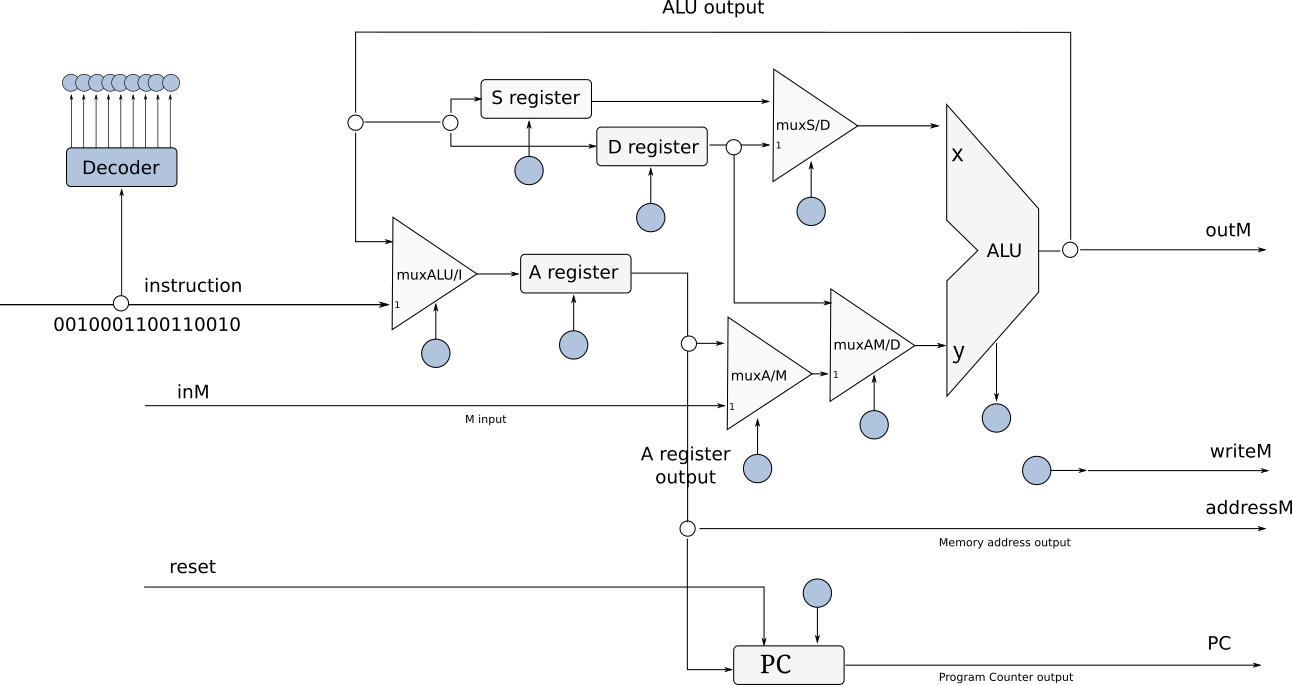 ALU output
S register
muxS/D
1
D register
Decoder
x
ALU
outM
muxALU/I
1
A register
instruction
0010001100110010
muxAM/D
1
y
muxA/M
1
inM
M input
A register
output
writeM
addressM
Memory address output
reset
PC
PC
Program Counter output